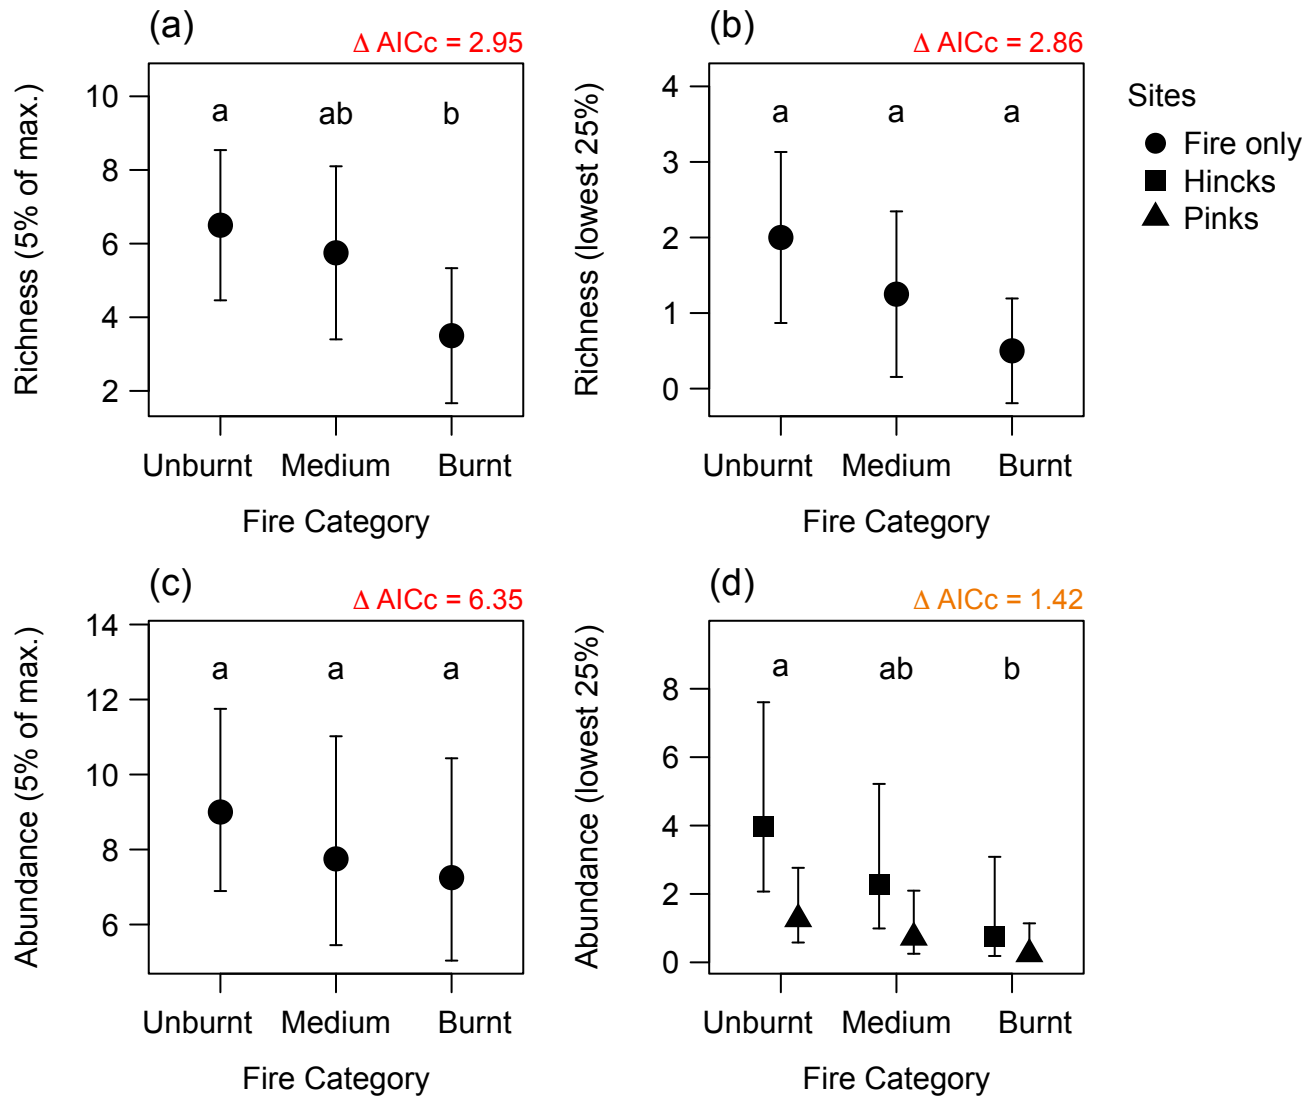 (a)
Δ AICc = 2.95
Richness (5% of max.)
10
8
6
4
2
a ab b
Unburnt Medium Burnt
Fire Category
(b)
Δ AICc = 2.86
Richness (lowest 25%)
4
3
2
1
0
a a a
Unburnt Medium Burnt
Fire Category
Sites
Fire only
Hincks
Pinks
(c)
Δ AICc = 6.35
Abundance (5% of max.)
14
12
10
8
6
a a a
Unburnt Medium Burnt
Fire Category
(d)
Δ AICc = 1.42
Abundance (lowest 25%)
8
6
4
2
0
a ab b
Unburnt Medium Burnt
Fire Category